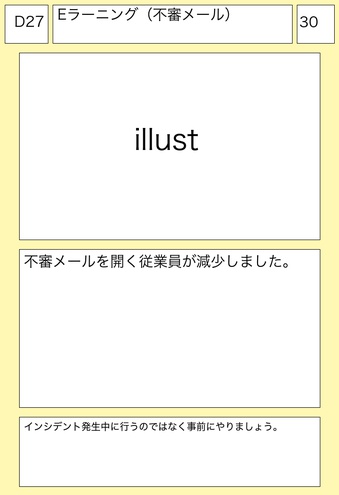 D27
Eラーニング（不審メール）
30
illust
不審メールを開く従業員が減少しました。
インシデント発生中に行うのではなく事前にやりましょう。